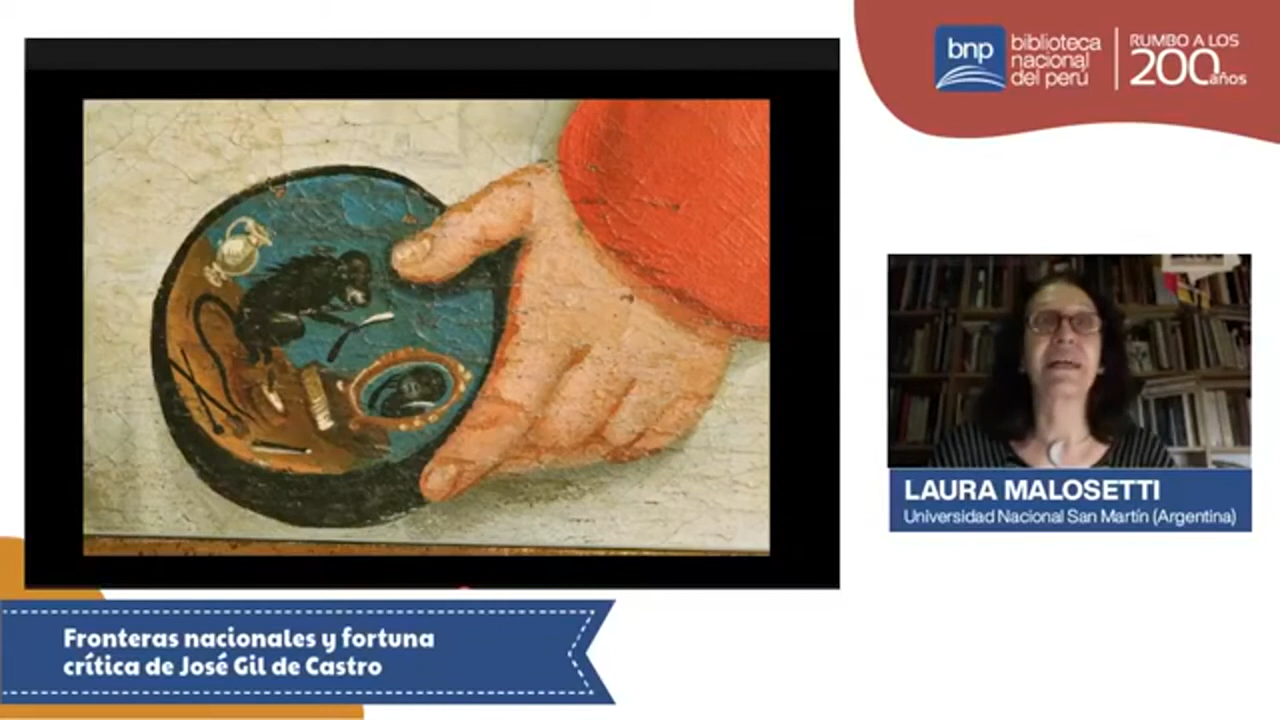 bnp
biblioteca
nacional
del perú
RUMBO A LOS
200
años
LAURA MALOSETTI
Universidad Nacional San Martín (Argentina)
Fronteras nacionales y fortuna
crítica de José Gil de Castro